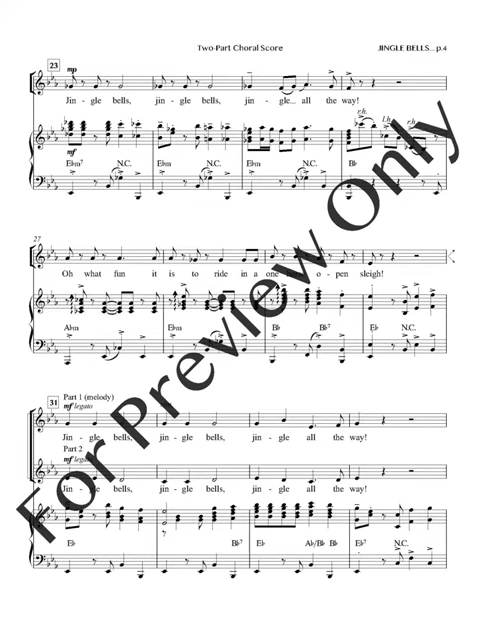 Two-Part Choral Score JINGLE BELLS... p.4
23
mp
Jin - gle bells, jin - gle bells, jin - gle... all the way!
r.h. l.h. r.h.
mf
E♭m N.C. E♭m N.C. E♭m N.C. B♭
27
Oh what fun it is to ride in a one o - pen sleigh!
A♭m E♭m B♭ B♭7 E♭ N.C.
31
Part 1 (melody)
mf legato
Jin - gle bells, jin - gle bells, jin - gle all the way!
Part 2
mf legato
Jin - gle bells, jin - gle bells, jin - gle all the way!
E♭ B♭7 E♭ A♭/B♭ B♭ E♭ N.C.
For Preview Only